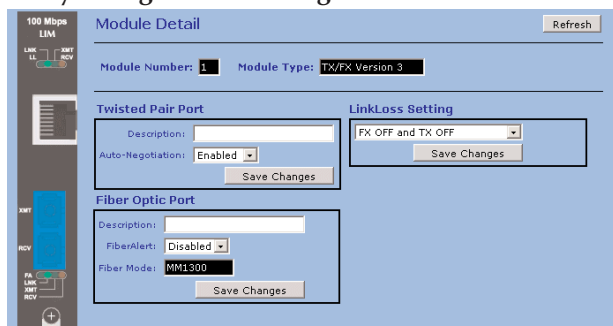 100 Mbps
LIM
Module Detail
Refresh
LNK XMT
LL RCV
Module Number: 1 Module Type: TX/FX Version 3
Twisted Pair Port
Description:
Auto-Negotiation: Enabled
Save Changes
LinkLoss Setting
FX OFF and TX OFF
Save Changes
Fiber Optic Port
Description:
FiberAlert: Disabled
Fiber Mode: MM1300
Save Changes
XMT
RCV
FA
LNK
XMT
RCV